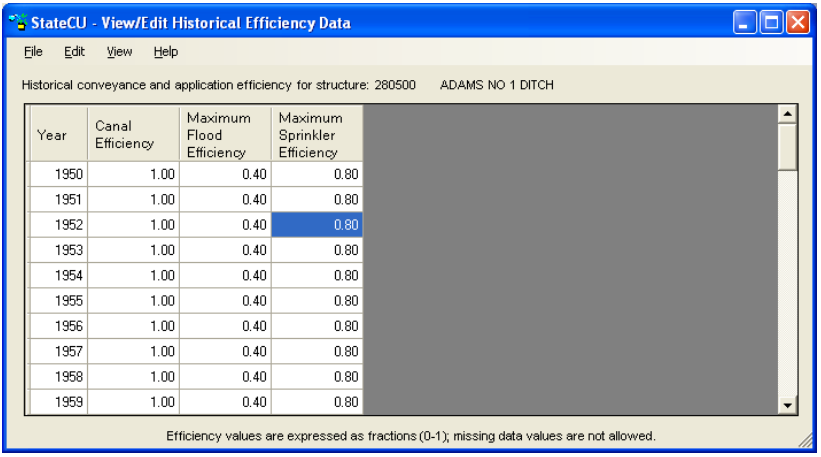 StateCU - View/Edit Historical Efficiency Data
File Edit View Help
Historical conveyance and application efficiency for structure: 280500 ADAMS NO 1 DITCH
Year Canal Efficiency Maximum Flood Efficiency Maximum Sprinkler Efficiency
1950 1.00 0.40 0.80
1951 1.00 0.40 0.80
1952 1.00 0.40 0.80
1953 1.00 0.40 0.80
1954 1.00 0.40 0.80
1955 1.00 0.40 0.80
1956 1.00 0.40 0.80
1957 1.00 0.40 0.80
1958 1.00 0.40 0.80
1959 1.00 0.40 0.80
Efficiency values are expressed as fractions (0-1); missing data values are not allowed.